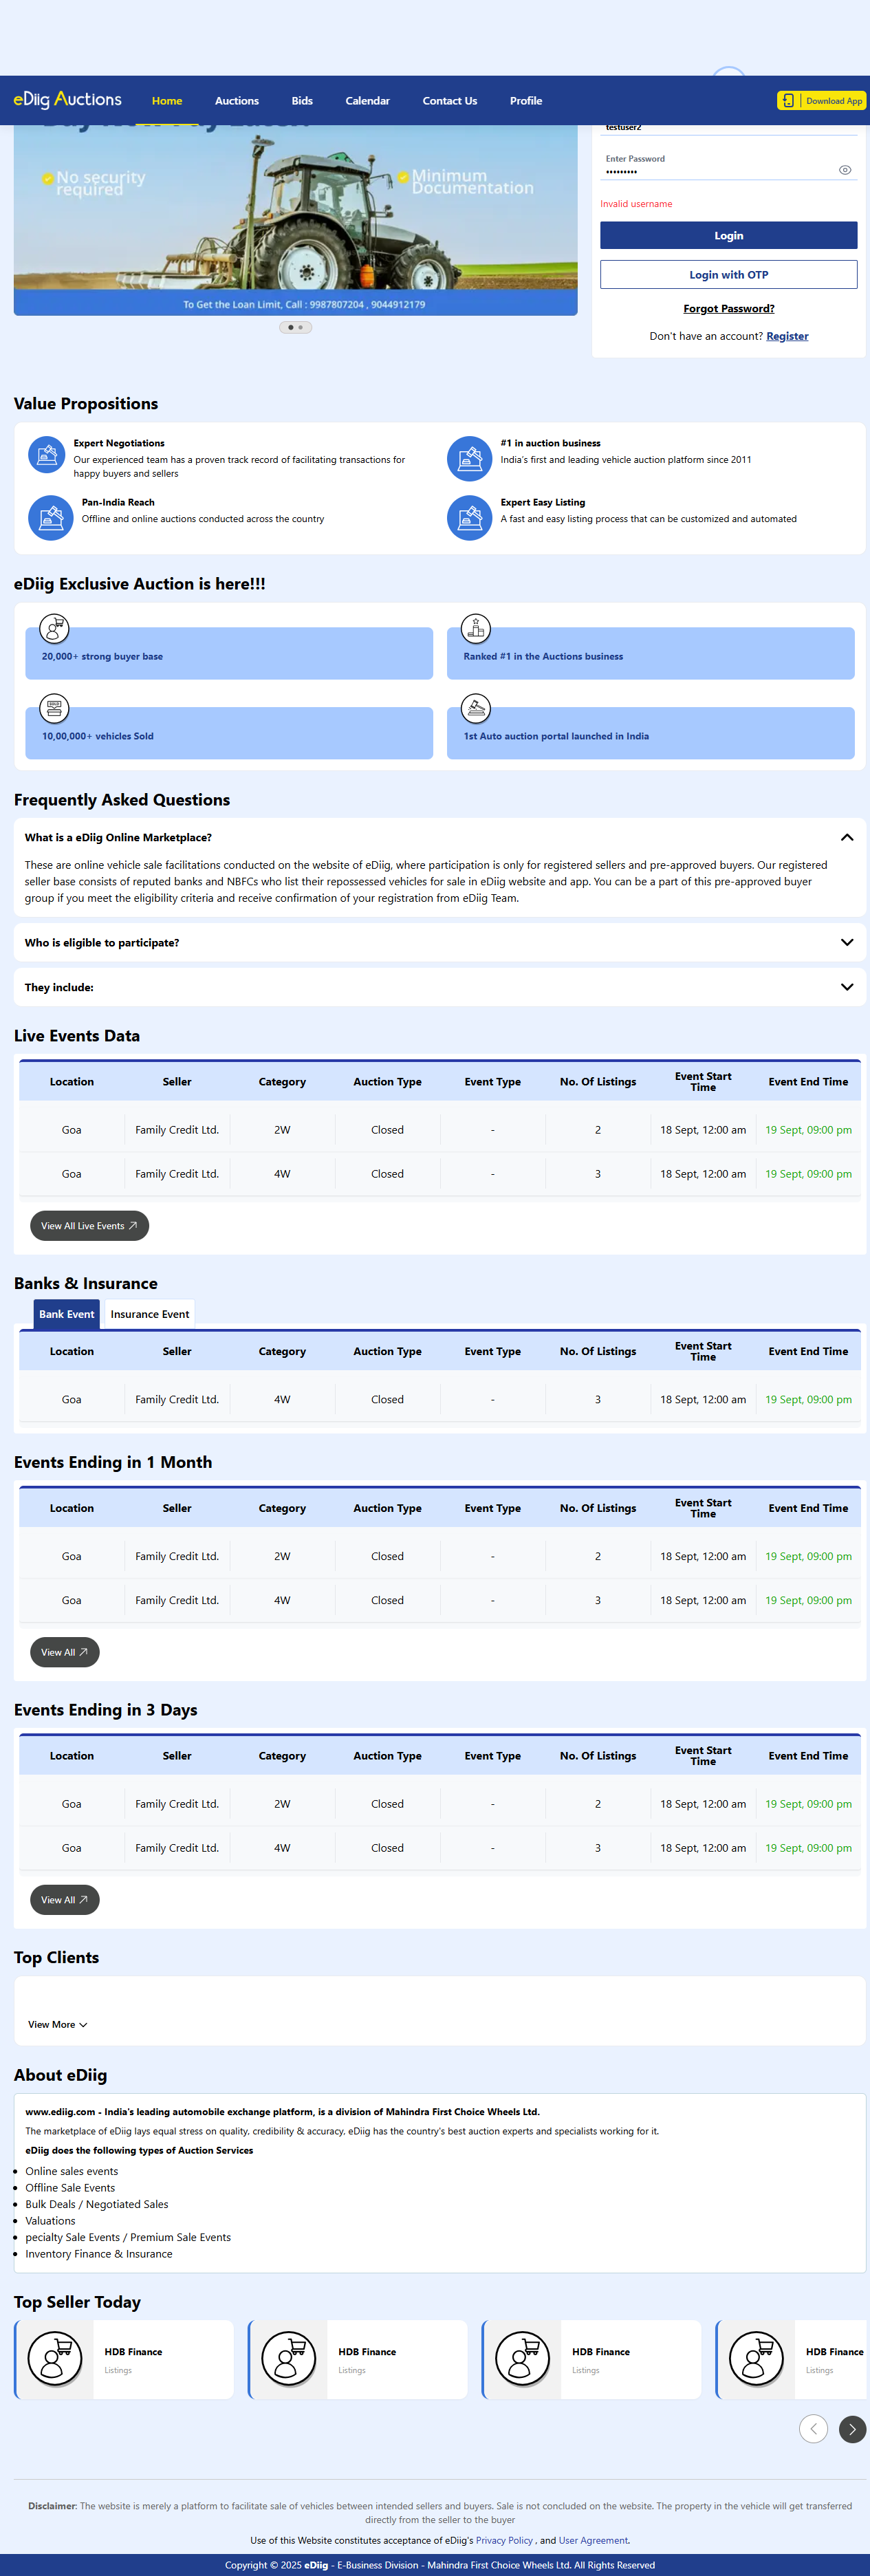 eDiig Auctions
Home
Auctions
Bids
Calendar
Contact Us
Profile
Download App
No security
required
Minimum
Documentation
To Get the Loan Limit, Call : 9987807204 , 9044912179
testuser2
Enter Password
•••••••••
Invalid username
Login
Login with OTP
Forgot Password?
Don't have an account? Register
Value Propositions
Expert Negotiations
Our experienced team has a proven track record of facilitating transactions for
happy buyers and sellers
#1 in auction business
India's first and leading vehicle auction platform since 2011
Pan-India Reach
Offline and online auctions conducted across the country
Expert Easy Listing
A fast and easy listing process that can be customized and automated
eDiig Exclusive Auction is here!!!
20,000+ strong buyer base
Ranked #1 in the Auctions business
10,00,000+ vehicles Sold
1st Auto auction portal launched in India
Frequently Asked Questions
What is a eDiig Online Marketplace?
These are online vehicle sale facilitations conducted on the website of eDiig, where participation is only for registered sellers and pre-approved buyers. Our registered
seller base consists of reputed banks and NBFCs who list their repossessed vehicles for sale in eDiig website and app. You can be a part of this pre-approved buyer
group if you meet the eligibility criteria and receive confirmation of your registration from eDiig Team.
Who is eligible to participate?
They include:
Live Events Data
Location Seller Category Auction Type Event Type No. Of Listings Event Start Time Event End Time
Goa Family Credit Ltd. 2W Closed - 2 18 Sept, 12:00 am 19 Sept, 09:00 pm
Goa Family Credit Ltd. 4W Closed - 3 18 Sept, 12:00 am 19 Sept, 09:00 pm
View All Live Events
Banks & Insurance
Bank Event
Insurance Event
Location Seller Category Auction Type Event Type No. Of Listings Event Start Time Event End Time
Goa Family Credit Ltd. 4W Closed - 3 18 Sept, 12:00 am 19 Sept, 09:00 pm
Events Ending in 1 Month
Location Seller Category Auction Type Event Type No. Of Listings Event Start Time Event End Time
Goa Family Credit Ltd. 2W Closed - 2 18 Sept, 12:00 am 19 Sept, 09:00 pm
Goa Family Credit Ltd. 4W Closed - 3 18 Sept, 12:00 am 19 Sept, 09:00 pm
View All
Events Ending in 3 Days
Location Seller Category Auction Type Event Type No. Of Listings Event Start Time Event End Time
Goa Family Credit Ltd. 2W Closed - 2 18 Sept, 12:00 am 19 Sept, 09:00 pm
Goa Family Credit Ltd. 4W Closed - 3 18 Sept, 12:00 am 19 Sept, 09:00 pm
View All
Top Clients
View More
About eDiig
www.ediig.com - India's leading automobile exchange platform, is a division of Mahindra First Choice Wheels Ltd.
The marketplace of eDiig lays equal stress on quality, credibility & accuracy. eDiig has the country's best auction experts and specialists working for it.
eDiig does the following types of Auction Services
Online sales events
Offline Sale Events
Bulk Deals / Negotiated Sales
Valuations
pecialty Sale Events / Premium Sale Events
Inventory Finance & Insurance
Top Seller Today
HDB Finance
Listings
HDB Finance
Listings
HDB Finance
Listings
HDB Finance
Listings
Disclaimer: The website is merely a platform to facilitate sale of vehicles between intended sellers and buyers. Sale is not concluded on the website. The property in the vehicle will get transferred
directly from the seller to the buyer
Use of this Website constitutes acceptance of eDiig's Privacy Policy , and User Agreement.
Copyright © 2025 eDiig - E-Business Division - Mahindra First Choice Wheels Ltd. All Rights Reserved